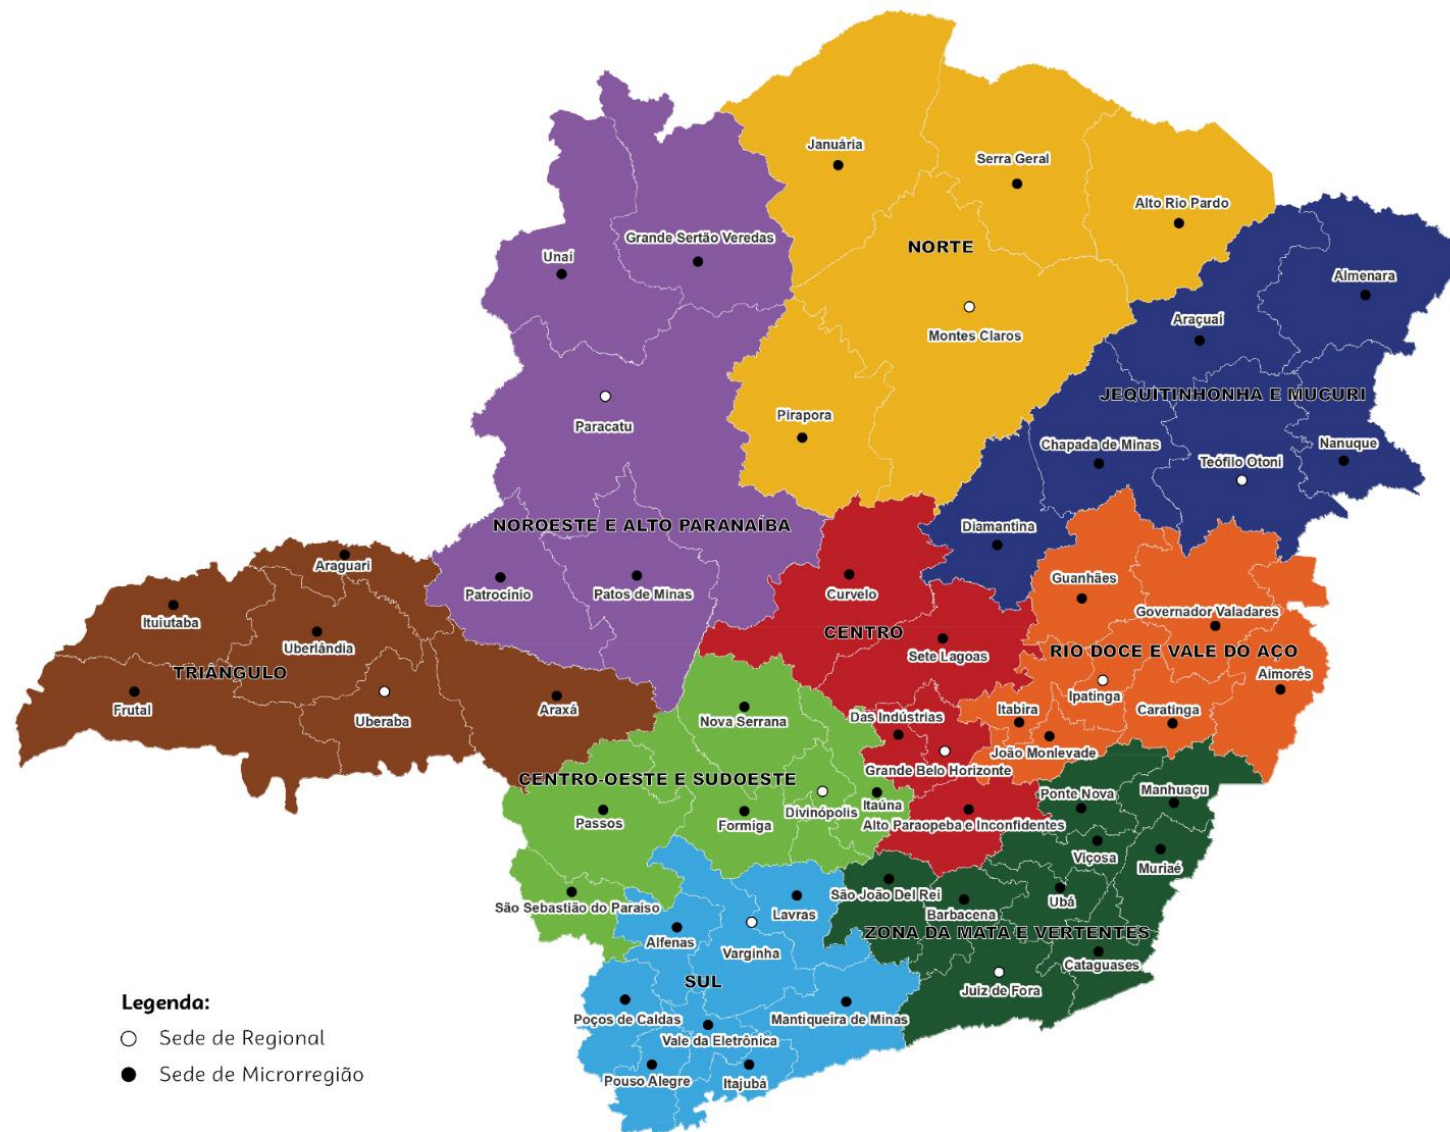 Januária
Serra Geral
Alto Rio Pardo
Grande Sertão Veredas
NORTE
Unaí
Almenara
Araçuaí
Montes Claros
JEQUITINHONHA E MUCURI
Pirapora
Paracatu
Chapada de Minas
Nanuque
Teófilo Otoni
NOROESTE E ALTO PARANAÍBA
Diamantina
Araguari
Guanhães
Patrocínio
Patos de Minas
Curvelo
Governador Valadares
Ituiutaba
CENTRO
Uberlândia
RIO DOCE E VALE DO AÇO
Sete Lagoas
TRIÂNGULO
Aimorés
Ipatinga
Frutal
Araxá
Itabira
Caratinga
Das Indústrias
Uberaba
Nova Serrana
João Monlevade
Grande Belo Horizonte
CENTRO-OESTE E SUDOESTE
Manhuaçu
Ponte Nova
Itaúna
Divinópolis
Passos
Formiga
Alto Paraopeba e Inconfidentes
Viçosa
Muriaé
São João Del Rei
Ubá
São Sebastião do Paraíso
Lavras
Barbacena
ZONA DA MATA E VERTENTES
Alfenas
Varginha
Cataguases
SUL
Juiz de Fora
Legenda:
Poços de Caldas
Mantiqueira de Minas
Sede de Regional
Vale da Eletrônica
Sede de Microrregião
Pouso Alegre
Itajubá